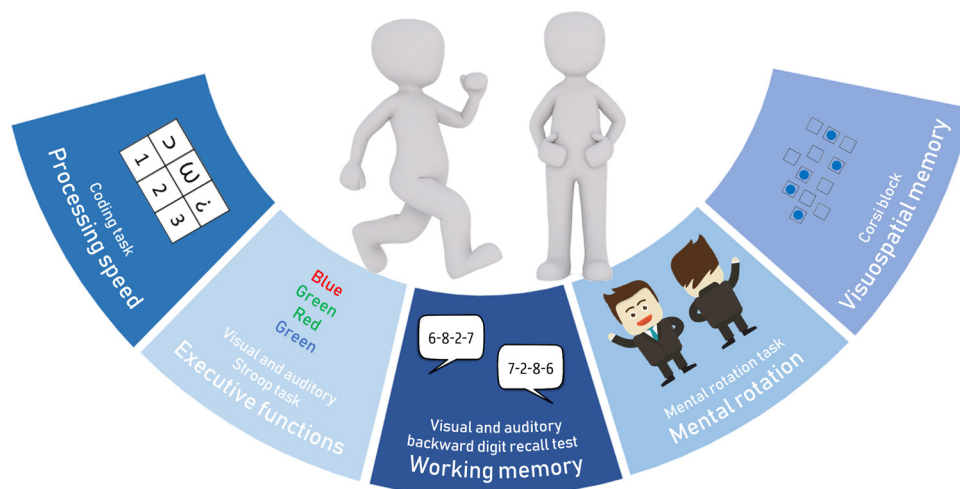 כ ω ¿
1 2 3
Coding task
Processing speed
Blue
Green
Red
Green
Visual and auditory
Stroop task
Executive functions
6-8-2-7
7-2-8-6
Visual and auditory
backward digit recall test
Working memory
Mental rotation task
Mental rotation
Corsi block
Visuospatial memory